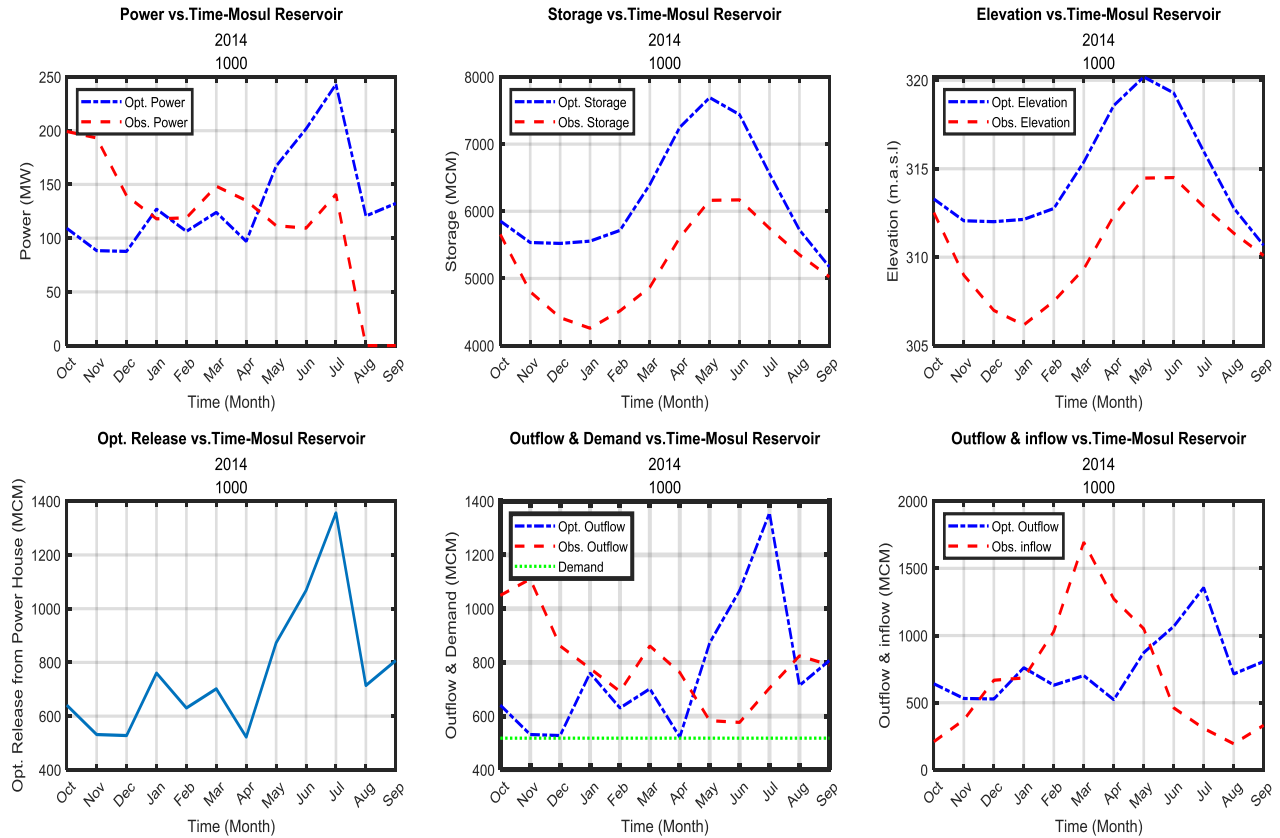 Power vs.Time-Mosul Reservoir
2014
1000
250
200
150
100
50
0
Power (MW)
Opt. Power
Obs. Power
Oct Nov Dec Jan Feb Mar Apr May Jun Jul Aug Sep
Time (Month)
Storage vs.Time-Mosul Reservoir
2014
1000
8000
7000
6000
5000
4000
Storage (MCM)
Opt. Storage
Obs. Storage
Oct Nov Dec Jan Feb Mar Apr May Jun Jul Aug Sep
Time (Month)
Elevation vs.Time-Mosul Reservoir
2014
1000
320
315
310
305
Elevation (m.a.s.l)
Opt. Elevation
Obs. Elevation
Oct Nov Dec Jan Feb Mar Apr May Jun Jul Aug Sep
Time (Month)
Opt. Release vs.Time-Mosul Reservoir
2014
1000
1400
1200
1000
800
600
400
Opt. Release from Power House (MCM)
Oct Nov Dec Jan Feb Mar Apr May Jun Jul Aug Sep
Time (Month)
Outflow & Demand vs.Time-Mosul Reservoir
2014
1000
1400
1200
1000
800
600
400
Outflow & Demand (MCM)
Opt. Outflow
Obs. Outflow
Demand
Oct Nov Dec Jan Feb Mar Apr May Jun Jul Aug Sep
Time (Month)
Outflow & inflow vs.Time-Mosul Reservoir
2014
1000
2000
1500
1000
500
0
Outflow & inflow (MCM)
Opt. Outflow
Obs. inflow
Oct Nov Dec Jan Feb Mar Apr May Jun Jul Aug Sep
Time (Month)